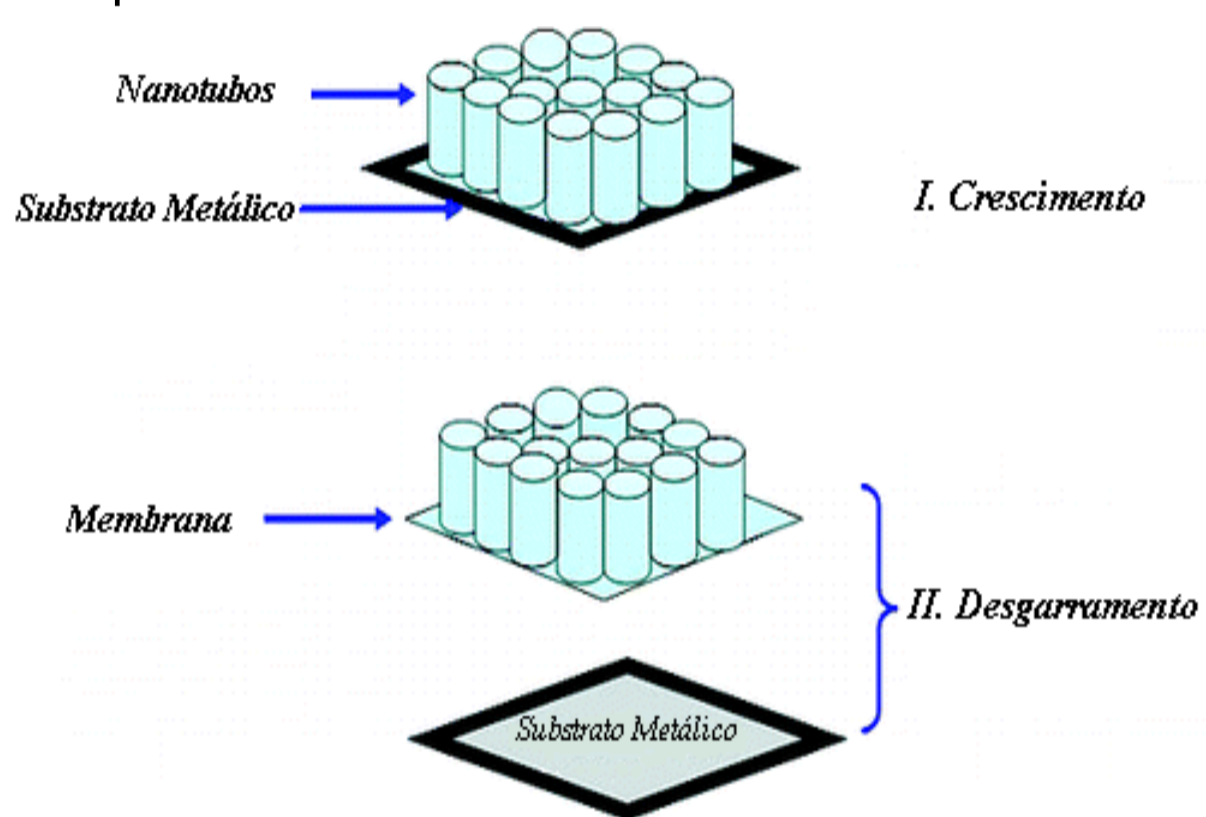 Nanotubos
Substrato Metálico
I. Crescimento
Membrana
II. Desgarramento
Substrato Metálico